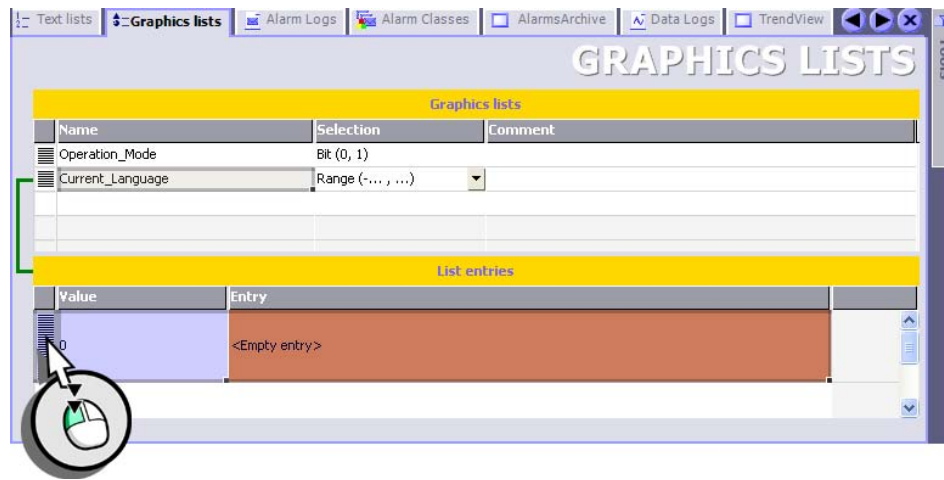 Text lists Graphics lists Alarm Logs Alarm Classes AlarmsArchive Data Logs TrendView
GRAPHICS LISTS
Graphics lists
Name Selection Comment
Operation_Mode Bit (0, 1)
Current_Language Range (-... , ...)
List entries
Value Entry
0 <Empty entry>